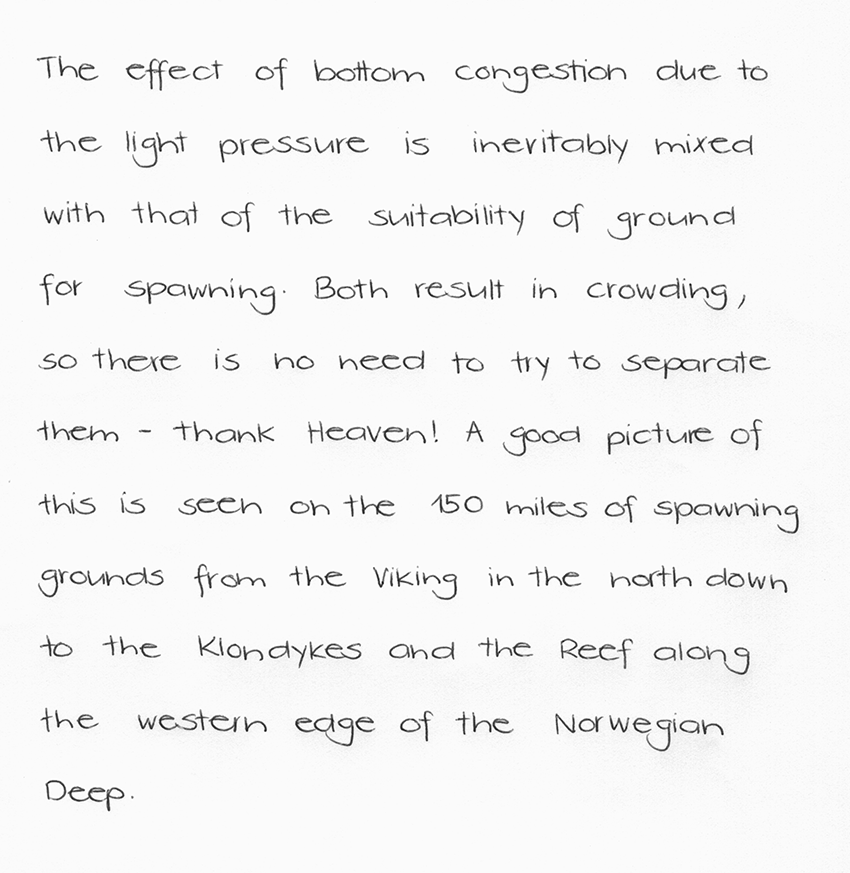 The effect of bottom congestion due to
the light pressure is inevitably mixed
with that of the suitability of ground
for spawning. Both result in crowding,
so there is no need to try to separate
them - thank Heaven! A good picture of
this is seen on the 150 miles of spawning
grounds from the Viking in the north down
to the Klondykes and the Reef along
the western edge of the Norwegian
Deep.